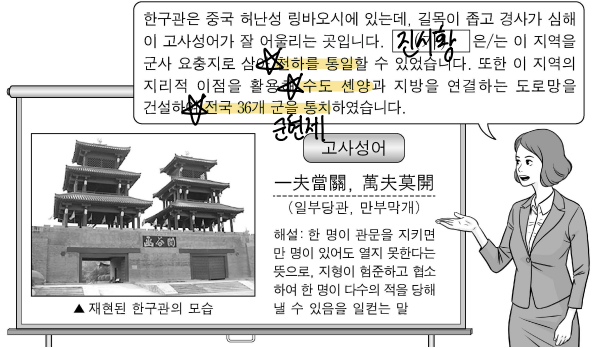 한구관은 중국 허난성 링바오시에 있는데, 길목이 좁고 경사가 심해
이 고사성어가 잘 어울리는 곳입니다. 진시황 은/는 이 지역을
군사 요충지로 삼아 천하를 통일할 수 있었습니다. 또한 이 지역의
지리적 이점을 활용 수도 셴양과 지방을 연결하는 도로망을
건설하 전국 36개 군을 통치하였습니다.
군현제
고사성어
一夫當關, 萬夫莫開
(일부당관, 만부막개)
函谷關
해설: 한 명이 관문을 지키면
만 명이 있어도 열지 못한다는
뜻으로, 지형이 험준하고 협소
하여 한 명이 다수의 적을 당해
낼 수 있음을 일컫는 말
▲ 재현된 한구관의 모습